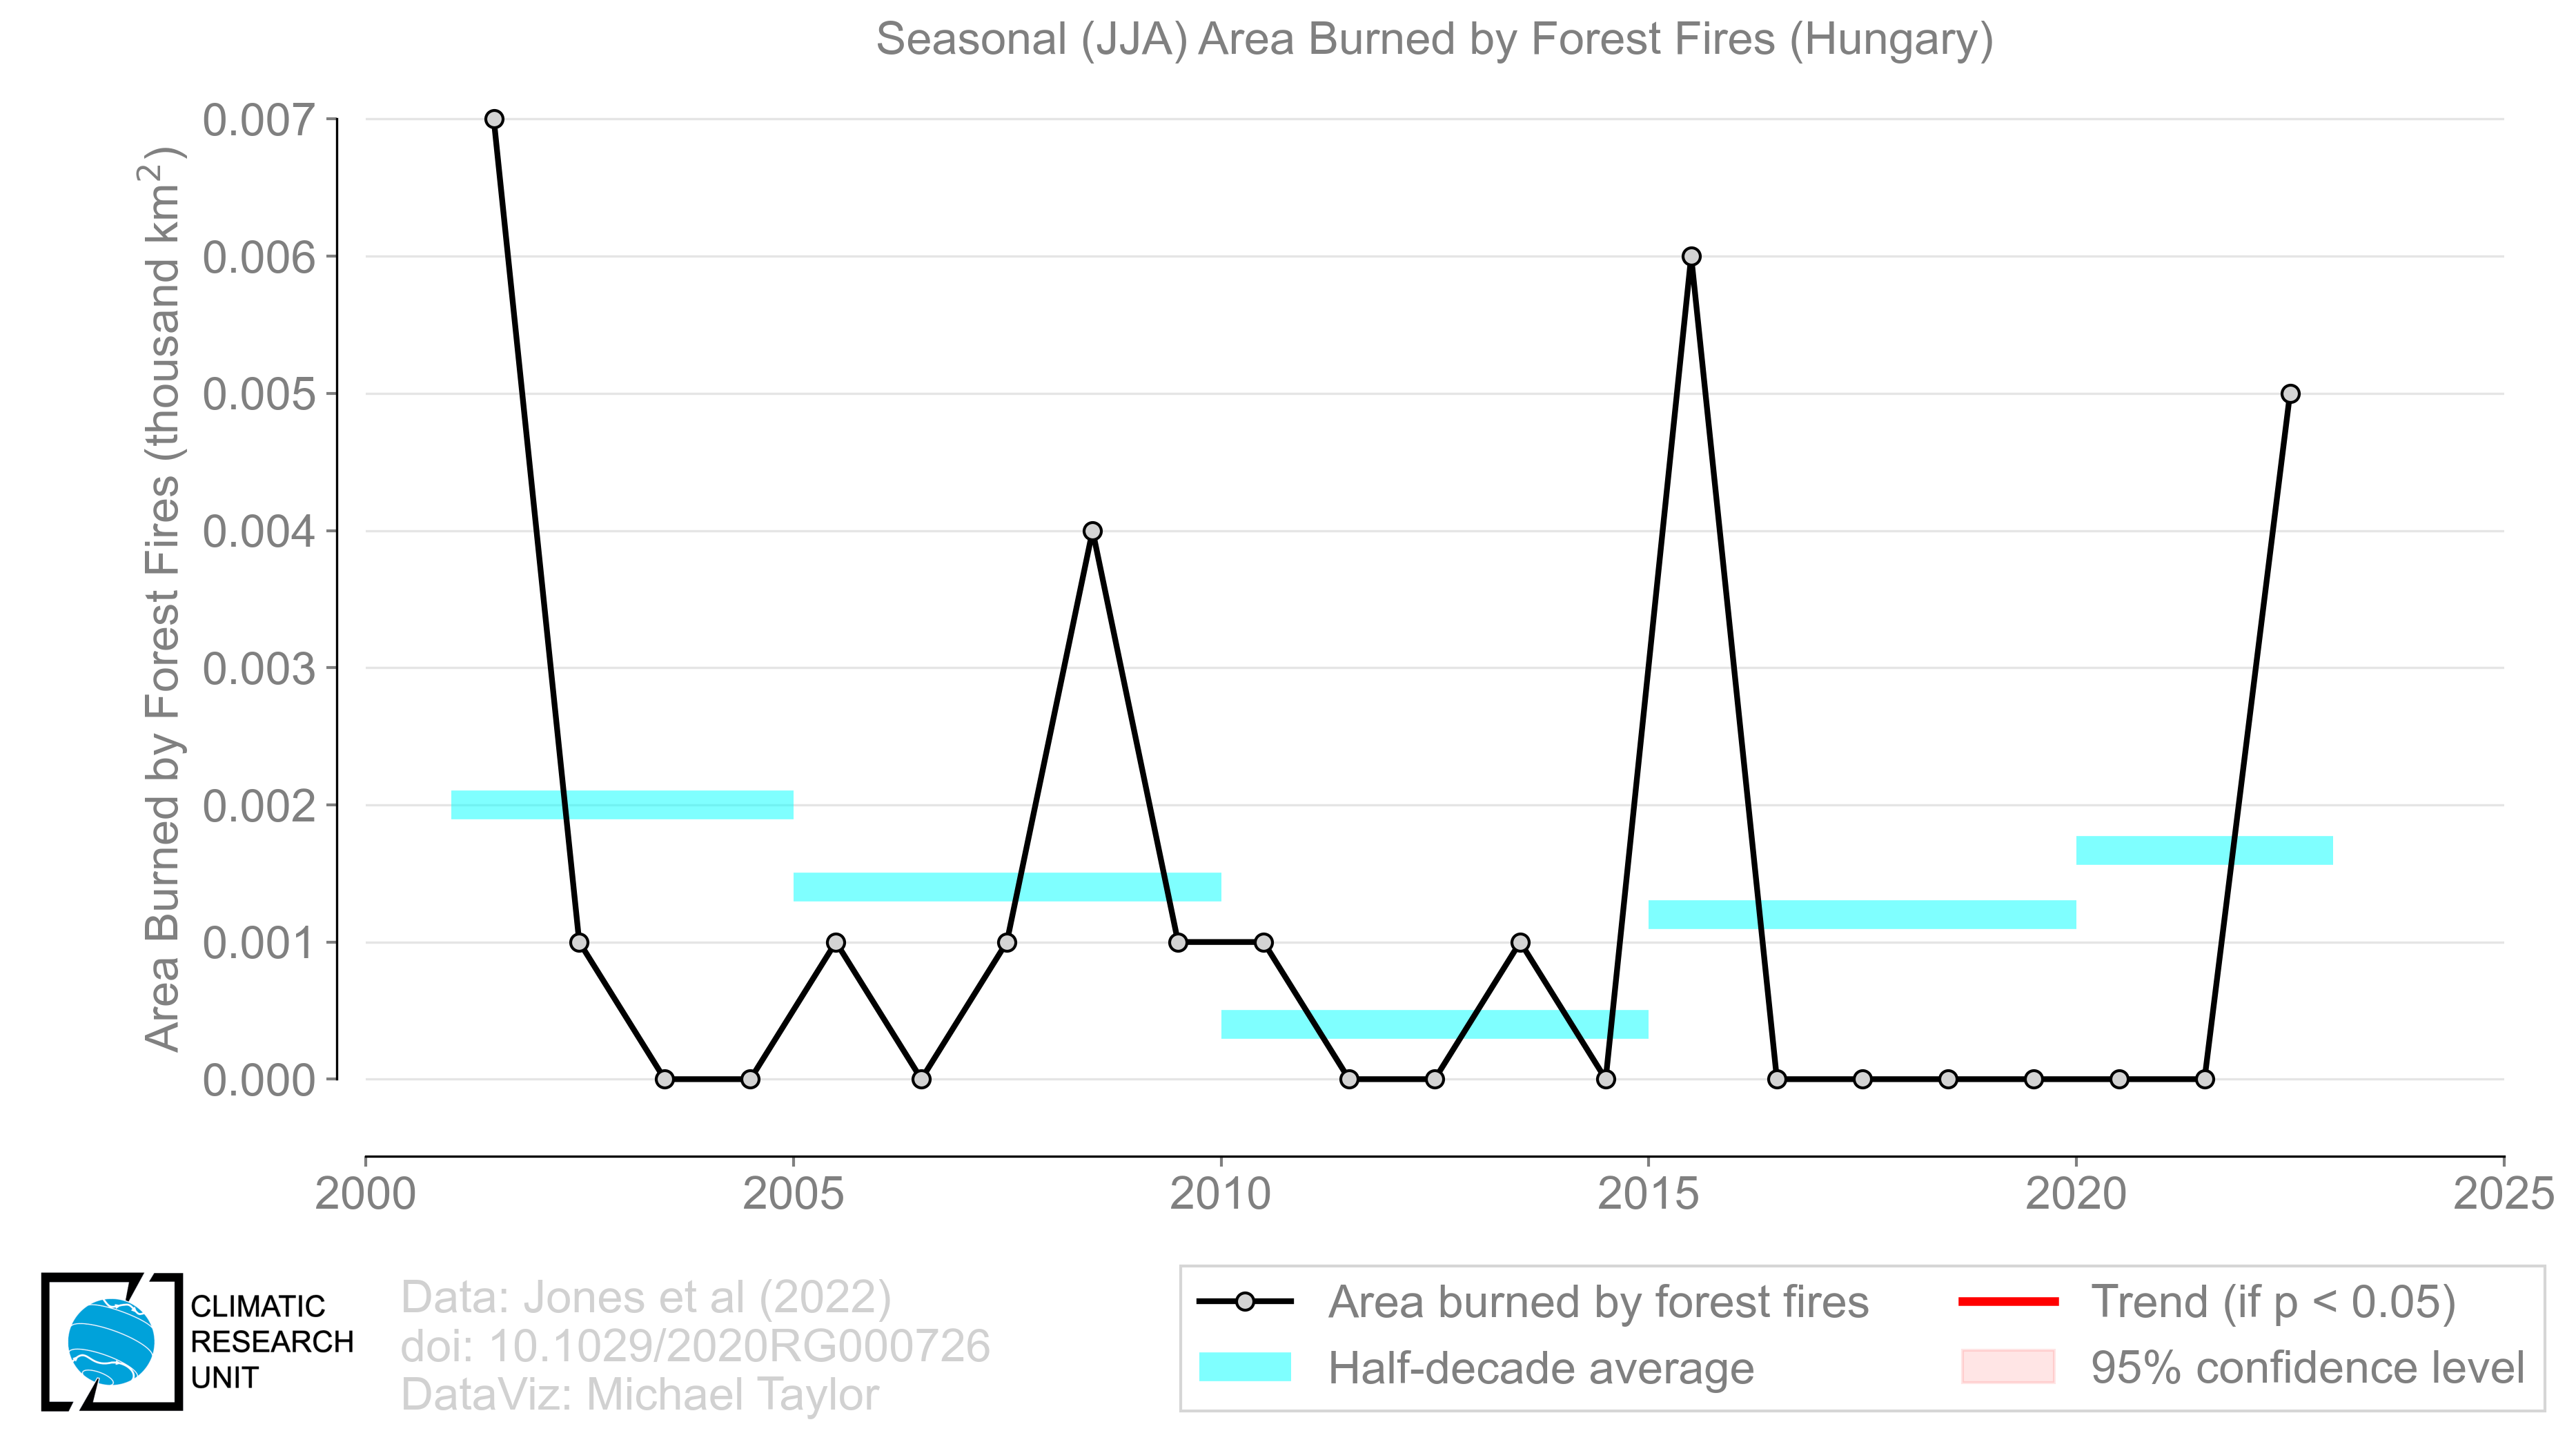 Seasonal (JJA) Area Burned by Forest Fires (Hungary)
Area Burned by Forest Fires (thousand km²)
0.007
0.006
0.005
0.004
0.003
0.002
0.001
0.000
2000
2005
2010
2015
2020
2025
CLIMATIC
RESEARCH
UNIT
Data: Jones et al (2022)
doi: 10.1029/2020RG000726
DataViz: Michael Taylor
Area burned by forest fires
Half-decade average
Trend (if p < 0.05)
95% confidence level